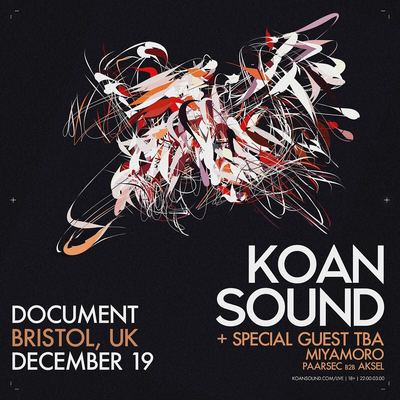 KOAN
SOUND
+ SPECIAL GUEST TBA
MIYAMORO
PAARSEC B2B AKSEL
KOANSOUND.COM/LIVE | 18+ | 22:00-03:00
DOCUMENT
BRISTOL, UK
DECEMBER 19